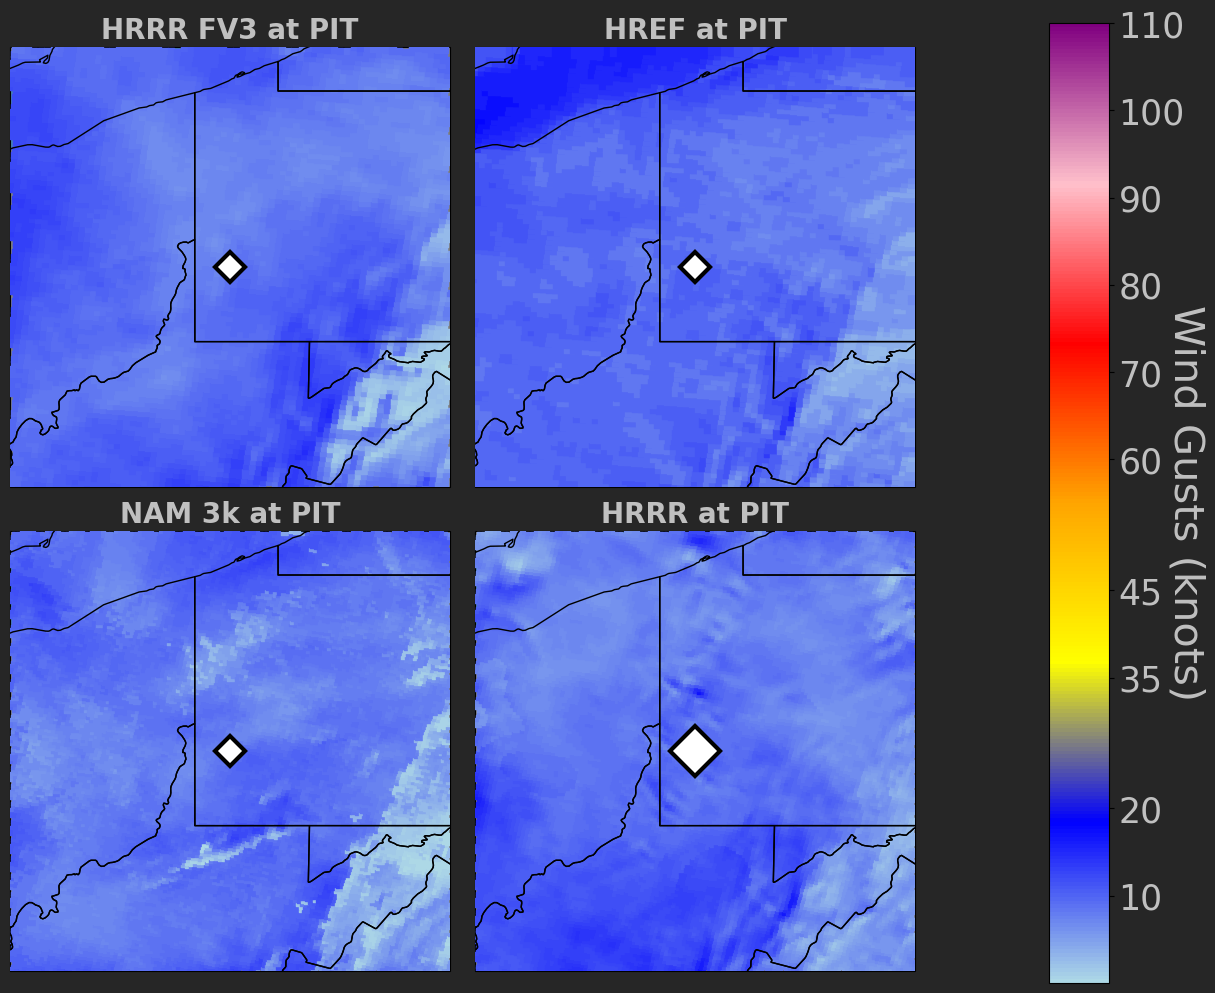 HRRR FV3 at PIT
HREF at PIT
NAM 3k at PIT
HRRR at PIT
110
100
90
80
70
60
45
35
20
10
Wind Gusts (knots)